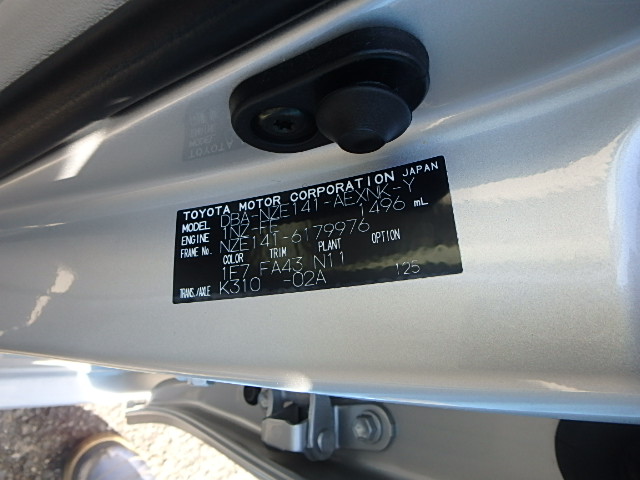 TOYOTA MOTOR CORPORATION JAPAN
MODEL DBA-NZE141-AEXNK-Y
ENGINE 1NZ-FE 1496 mL
FRAME No. NZE141-6179976
COLOR TRIM PLANT OPTION
1F7 FA43 N11
TRANS./AXLE K310 -02A 125